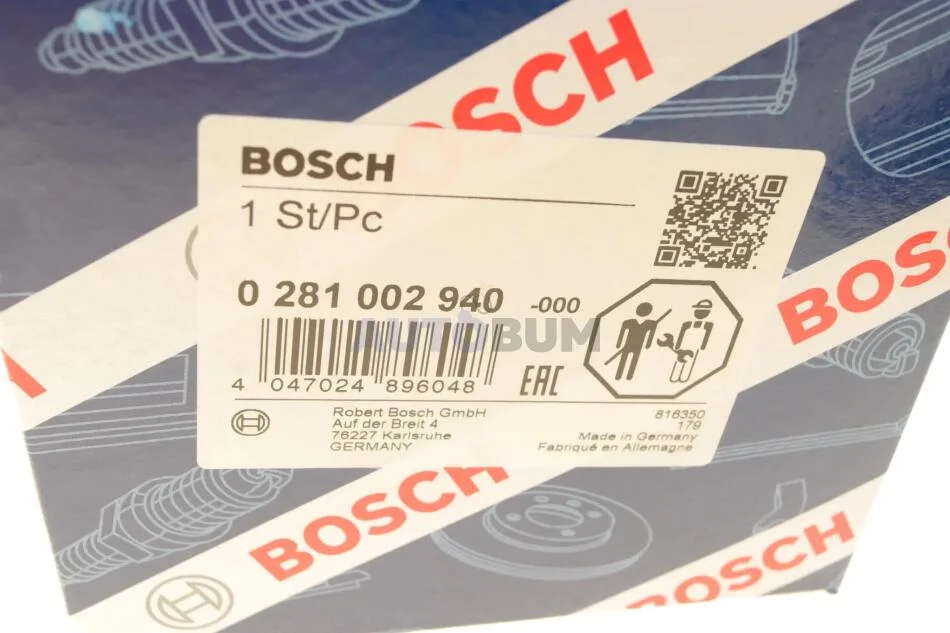 BOSCH
BOSCH
1 St/Pc
0 281 002 940 -000
AUTOBUM
4 047024 896048
EAC
Robert Bosch GmbH
Auf der Breit 4
76227 Karlsruhe
GERMANY
816350
179
Made in Germany
Fabriqué en Allemagne
BOSCH
BOSCH
BOSCH